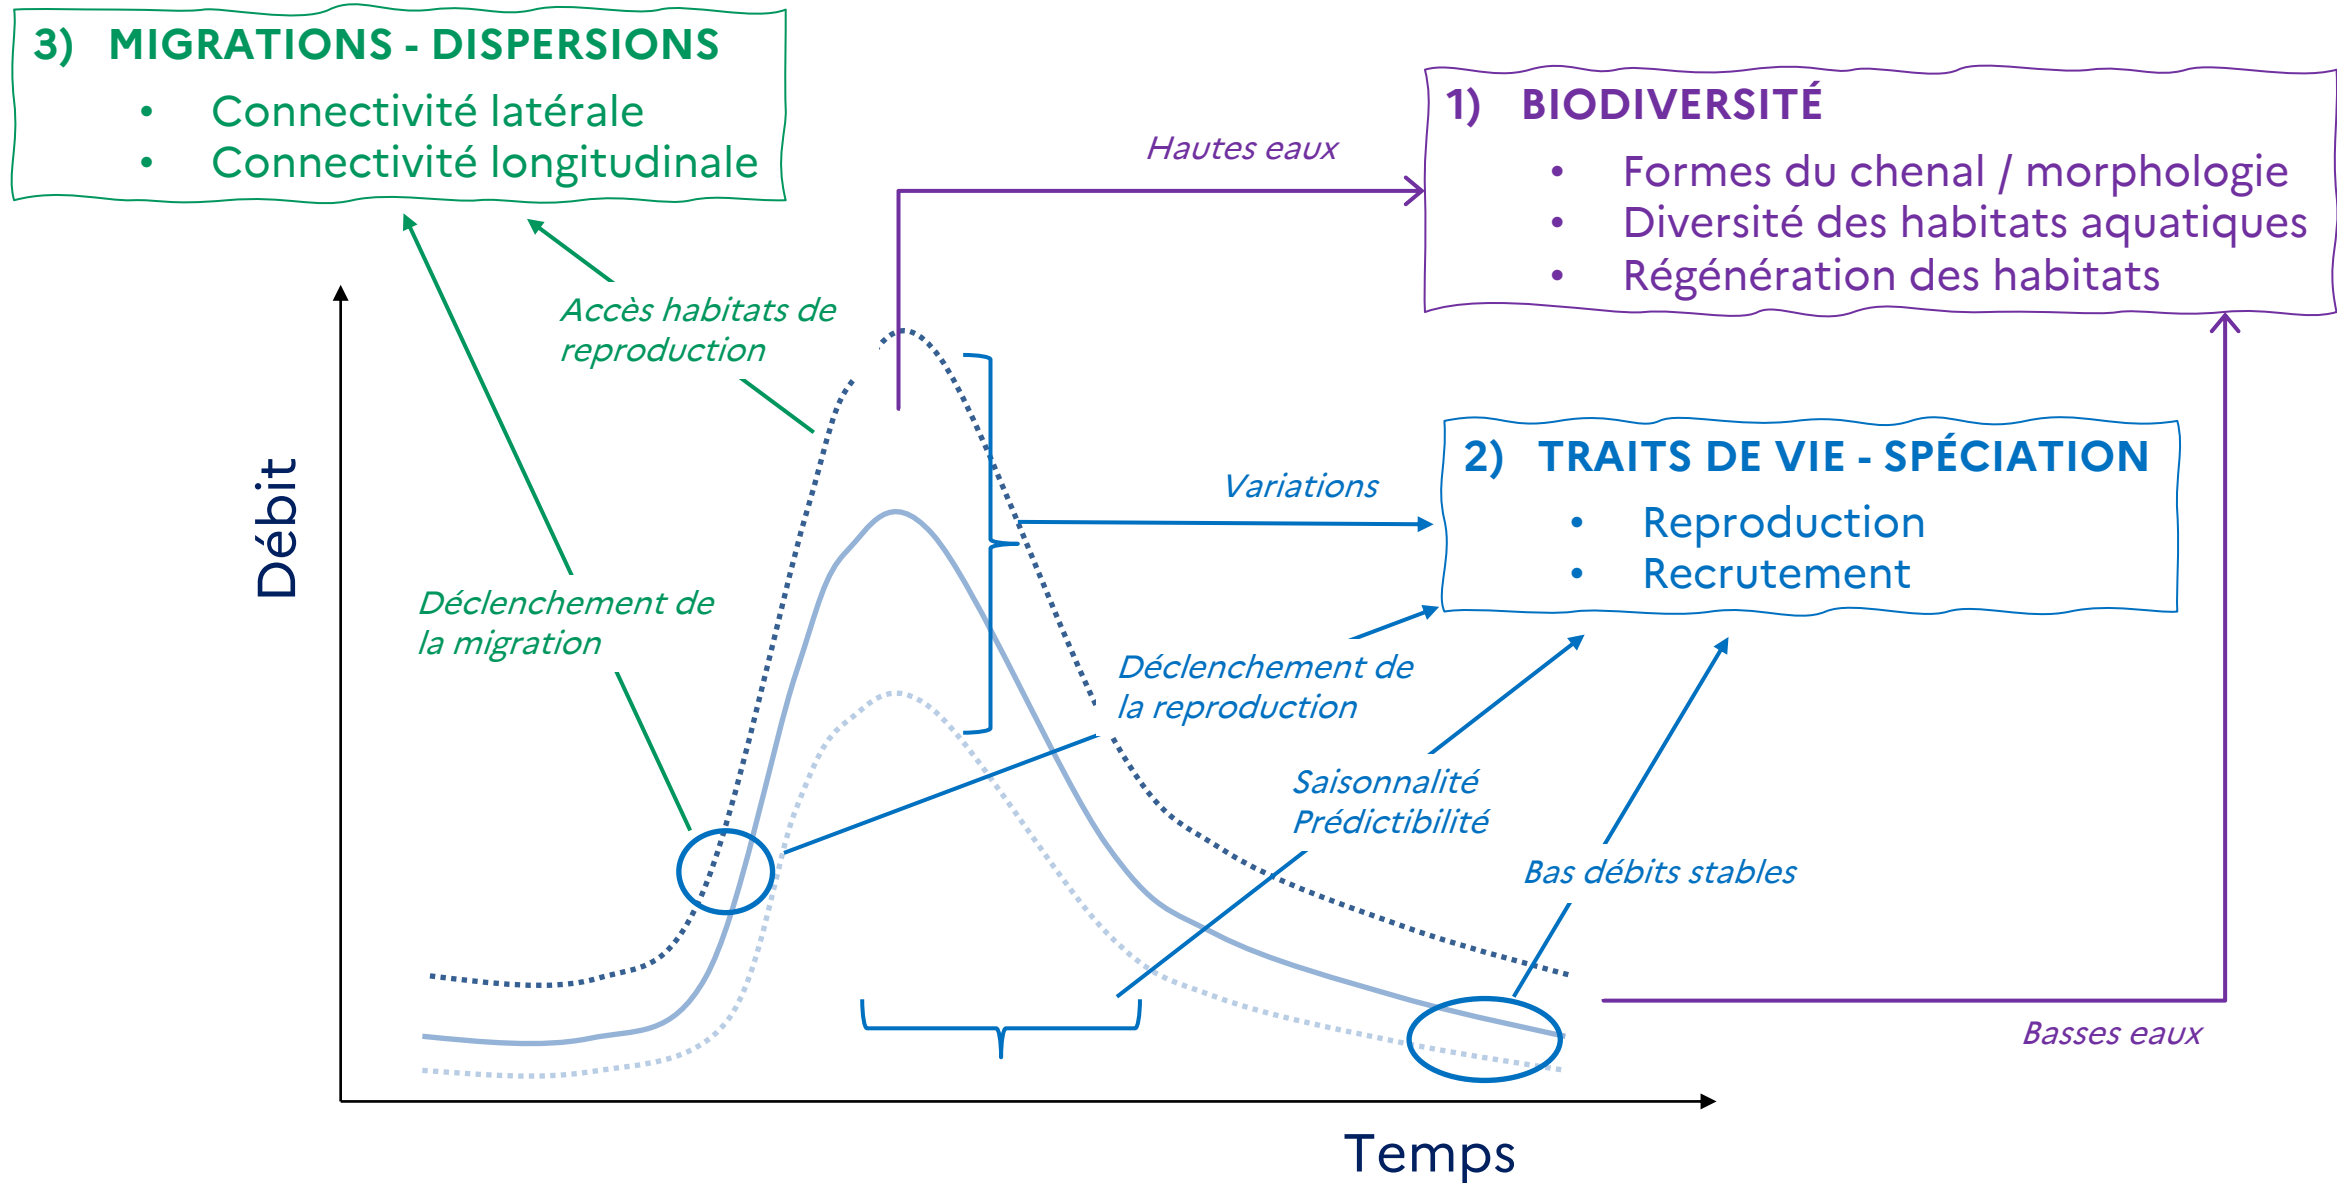 3) MIGRATIONS - DISPERSIONS
• Connectivité latérale
• Connectivité longitudinale
1) BIODIVERSITÉ
• Formes du chenal / morphologie
• Diversité des habitats aquatiques
• Régénération des habitats
Hautes eaux
Accès habitats de
reproduction
2) TRAITS DE VIE - SPÉCIATION
• Reproduction
• Recrutement
Variations
Débit
Déclenchement de
la migration
Déclenchement de
la reproduction
Saisonnalité
Prédictibilité
Bas débits stables
Basses eaux
Temps